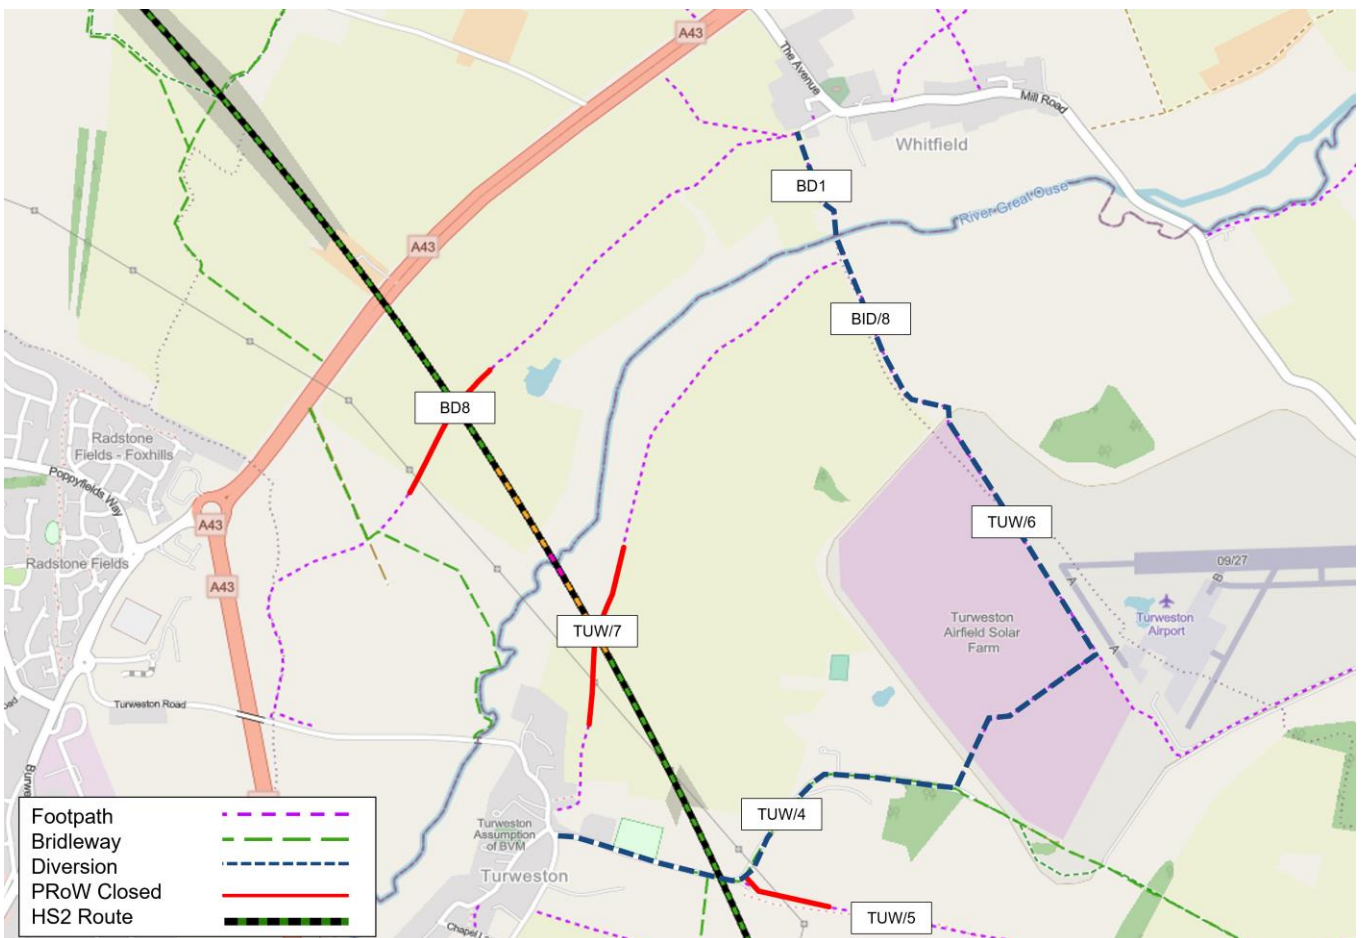 A43
The Avenue
Mill Road
Whitfield
BD1
River Great Ouse
A43
BID/8
Radstone
Fields - Foxhills
BD8
Poppyfields Way
A43
TUW/6
Radstone Fields
09/27
A43
A
B
Turweston
Airfield Solar
Farm
Turweston
Airport
TUW/7
A
Turweston Road
TUW/4
Turweston
Assumption
of BVM
Turweston
TUW/5
Footpath
Bridleway
Diversion
PRoW Closed
HS2 Route